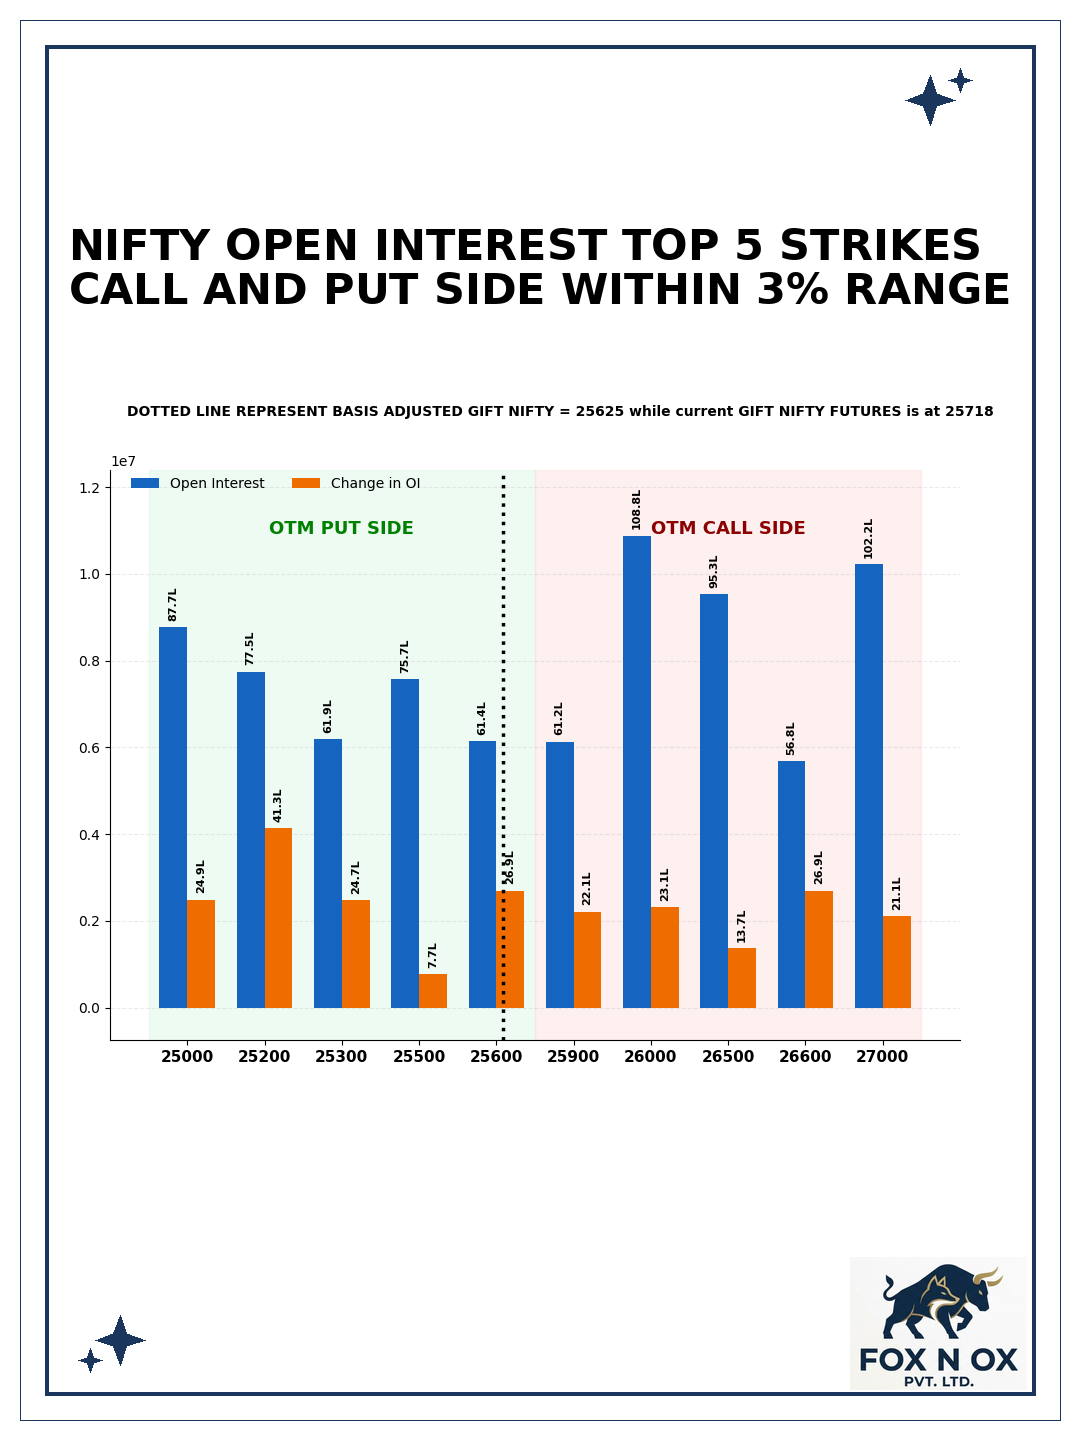 NIFTY OPEN INTEREST TOP 5 STRIKES
CALL AND PUT SIDE WITHIN 3% RANGE
DOTTED LINE REPRESENT BASIS ADJUSTED GIFT NIFTY = 25625 while current GIFT NIFTY FUTURES is at 25718
1e7
Open Interest
Change in OI
OTM PUT SIDE
OTM CALL SIDE
1.2
1.0
0.8
0.6
0.4
0.2
0.0
87.7L
24.9L
77.5L
41.3L
61.9L
24.7L
75.7L
7.7L
61.4L
26.9L
61.2L
22.1L
108.8L
23.1L
95.3L
13.7L
56.8L
26.9L
102.2L
21.1L
25000 25200 25300 25500 25600 25900 26000 26500 26600 27000
FOX N OX
PVT. LTD.